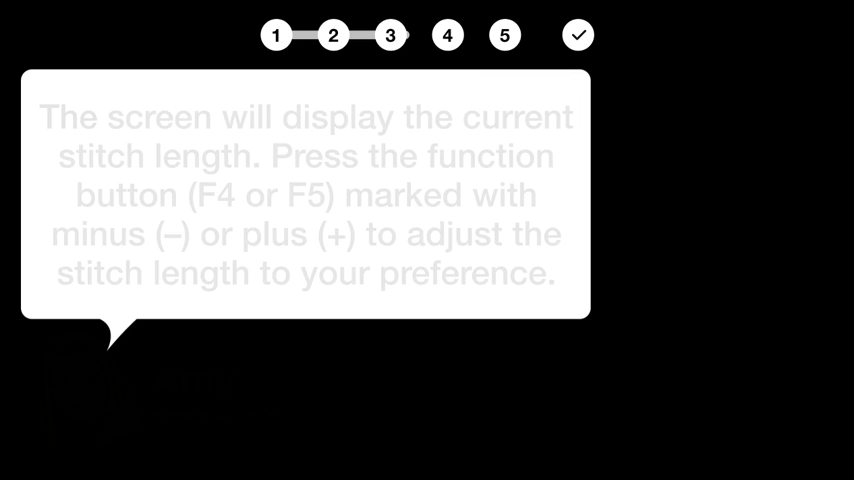 1 2 3 4 5
The screen will display the current
stitch length. Press the function
button (F4 or F5) marked with
minus (–) or plus (+) to adjust the
stitch length to your preference.